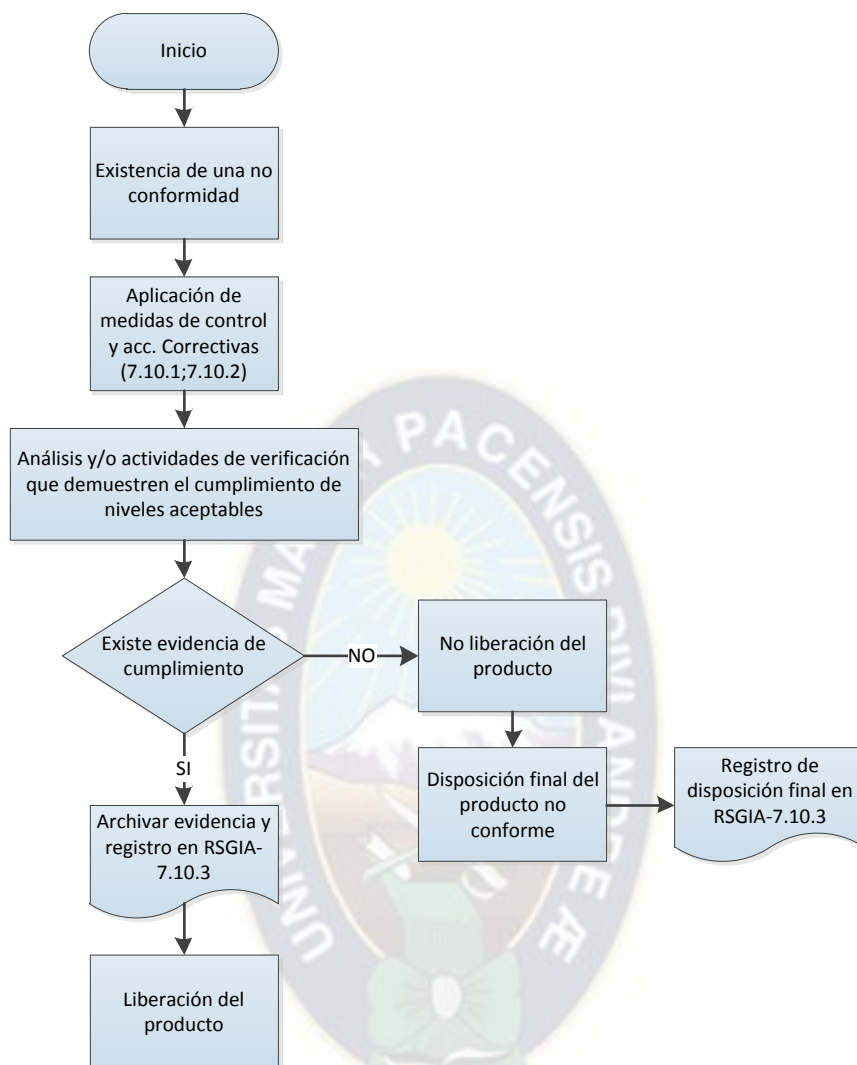 Inicio
Existencia de una no
conformidad
Aplicación de
medidas de control
y acc. Correctivas
(7.10.1;7.10.2)
Análisis y/o actividades de verificación
que demuestren el cumplimiento de
niveles aceptables
Existe evidencia de
cumplimiento
NO
No liberación del
producto
SI
Disposición final del
producto no
conforme
Registro de
disposición final en
RSGIA-7.10.3
Archivar evidencia y
registro en RSGIA-
7.10.3
Liberación del
producto
PACENSIS DIVI ANDRE Æ